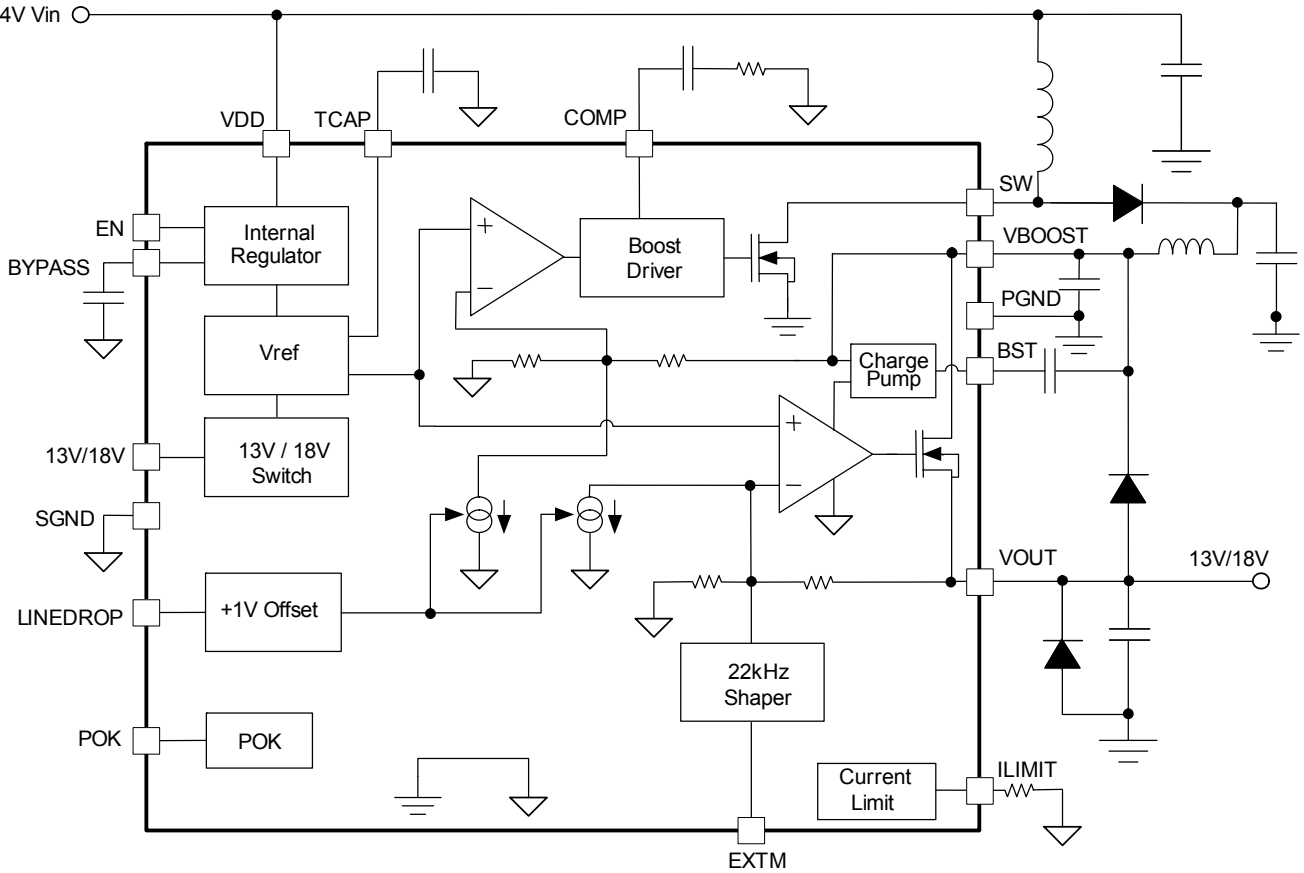 4V Vin
VDD
TCAP
COMP
SW
EN
Internal
Regulator
Boost
Driver
VBOOST
BYPASS
PGND
Vref
Charge
Pump
BST
+
−
+
−
13V/18V
13V / 18V
Switch
SGND
VOUT
13V/18V
LINEDROP
+1V Offset
22kHz
Shaper
POK
POK
Current
Limit
ILIMIT
EXTM